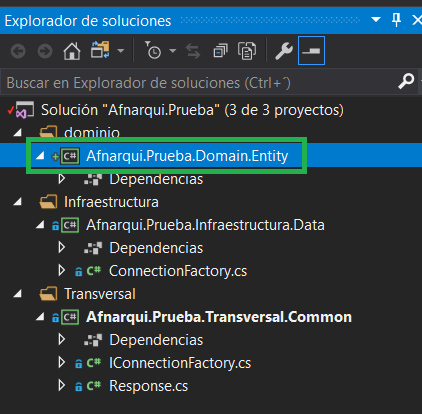 Explorador de soluciones
Buscar en Explorador de soluciones (Ctrl+´)
Solución "Afnarqui.Prueba" (3 de 3 proyectos)
dominio
C# Afnarqui.Prueba.Domain.Entity
Dependencias
Infraestructura
C# Afnarqui.Prueba.Infraestructura.Data
Dependencias
C# ConnectionFactory.cs
Transversal
C# Afnarqui.Prueba.Transversal.Common
Dependencias
C# IConnectionFactory.cs
C# Response.cs